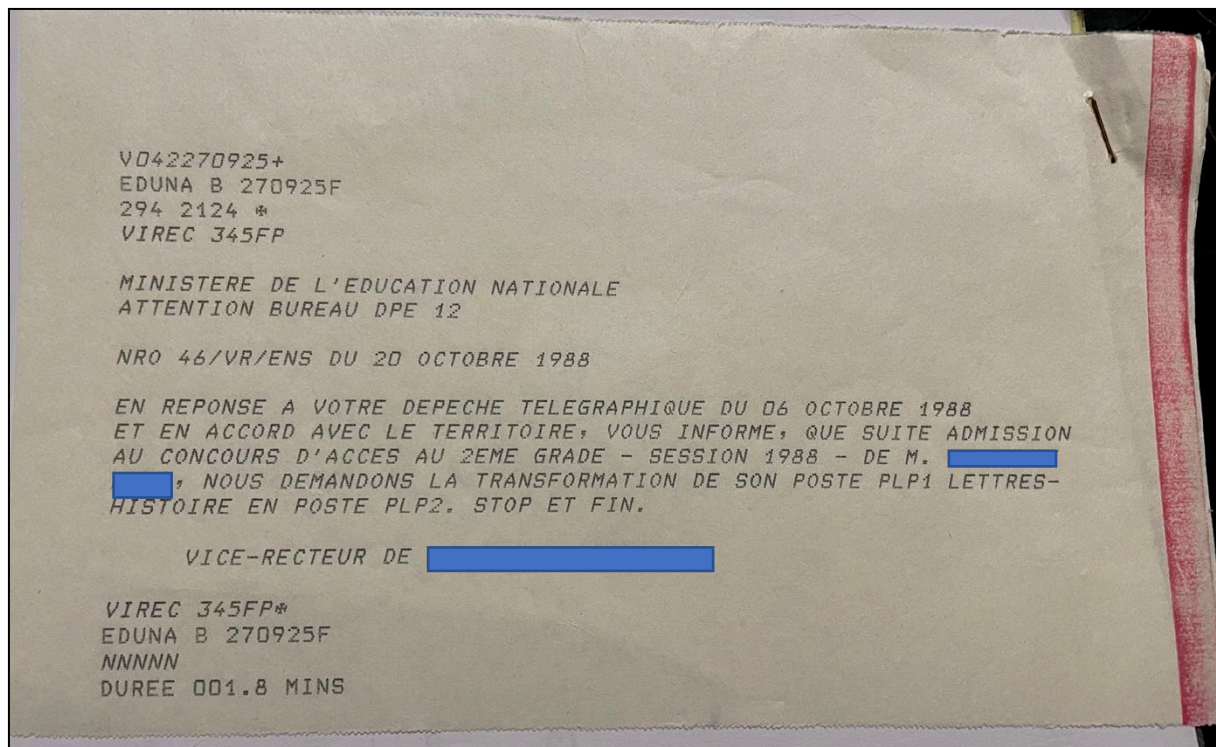 V042270925+
EDUNA B 270925F
294 2124 ✠
VIREC 345FP
MINISTERE DE L'EDUCATION NATIONALE
ATTENTION BUREAU DPE 12
NRO 46/VR/ENS DU 20 OCTOBRE 1988
EN REPONSE A VOTRE DEPECHE TELEGRAPHIQUE DU 06 OCTOBRE 1988
ET EN ACCORD AVEC LE TERRITOIRE, VOUS INFORME, QUE SUITE ADMISSION
AU CONCOURS D'ACCES AU 2EME GRADE - SESSION 1988 - DE M.
, NOUS DEMANDONS LA TRANSFORMATION DE SON POSTE PLP1 LETTRES-
HISTOIRE EN POSTE PLP2. STOP ET FIN.
VICE-RECTEUR DE
VIREC 345FP✠
EDUNA B 270925F
NNNNN
DUREE 001.8 MINS